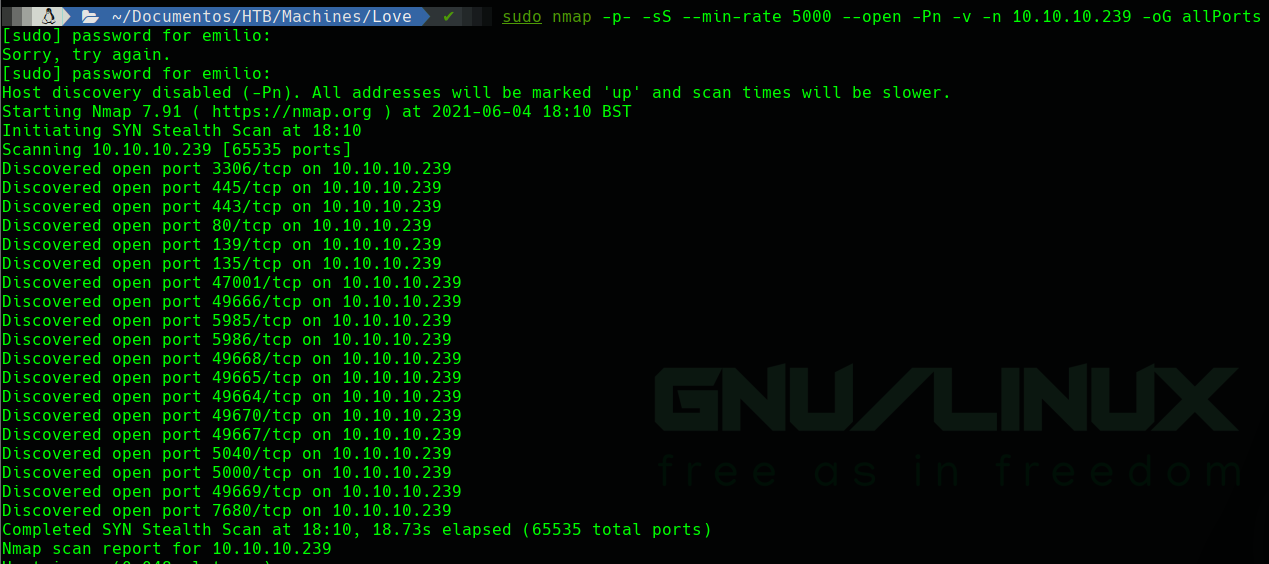 ~/Documentos/HTB/Machines/Love ✔ sudo nmap -p- -sS --min-rate 5000 --open -Pn -v -n 10.10.10.239 -oG allPorts
[sudo] password for emilio:
Sorry, try again.
[sudo] password for emilio:
Host discovery disabled (-Pn). All addresses will be marked 'up' and scan times will be slower.
Starting Nmap 7.91 ( https://nmap.org ) at 2021-06-04 18:10 BST
Initiating SYN Stealth Scan at 18:10
Scanning 10.10.10.239 [65535 ports]
Discovered open port 3306/tcp on 10.10.10.239
Discovered open port 445/tcp on 10.10.10.239
Discovered open port 443/tcp on 10.10.10.239
Discovered open port 80/tcp on 10.10.10.239
Discovered open port 139/tcp on 10.10.10.239
Discovered open port 135/tcp on 10.10.10.239
Discovered open port 47001/tcp on 10.10.10.239
Discovered open port 49666/tcp on 10.10.10.239
Discovered open port 5985/tcp on 10.10.10.239
Discovered open port 5986/tcp on 10.10.10.239
Discovered open port 49668/tcp on 10.10.10.239
Discovered open port 49665/tcp on 10.10.10.239
Discovered open port 49664/tcp on 10.10.10.239
Discovered open port 49670/tcp on 10.10.10.239
Discovered open port 49667/tcp on 10.10.10.239
Discovered open port 5040/tcp on 10.10.10.239
Discovered open port 5000/tcp on 10.10.10.239
Discovered open port 49669/tcp on 10.10.10.239
Discovered open port 7680/tcp on 10.10.10.239
Completed SYN Stealth Scan at 18:10, 18.73s elapsed (65535 total ports)
Nmap scan report for 10.10.10.239
GNU/LINUX
free as in freedom